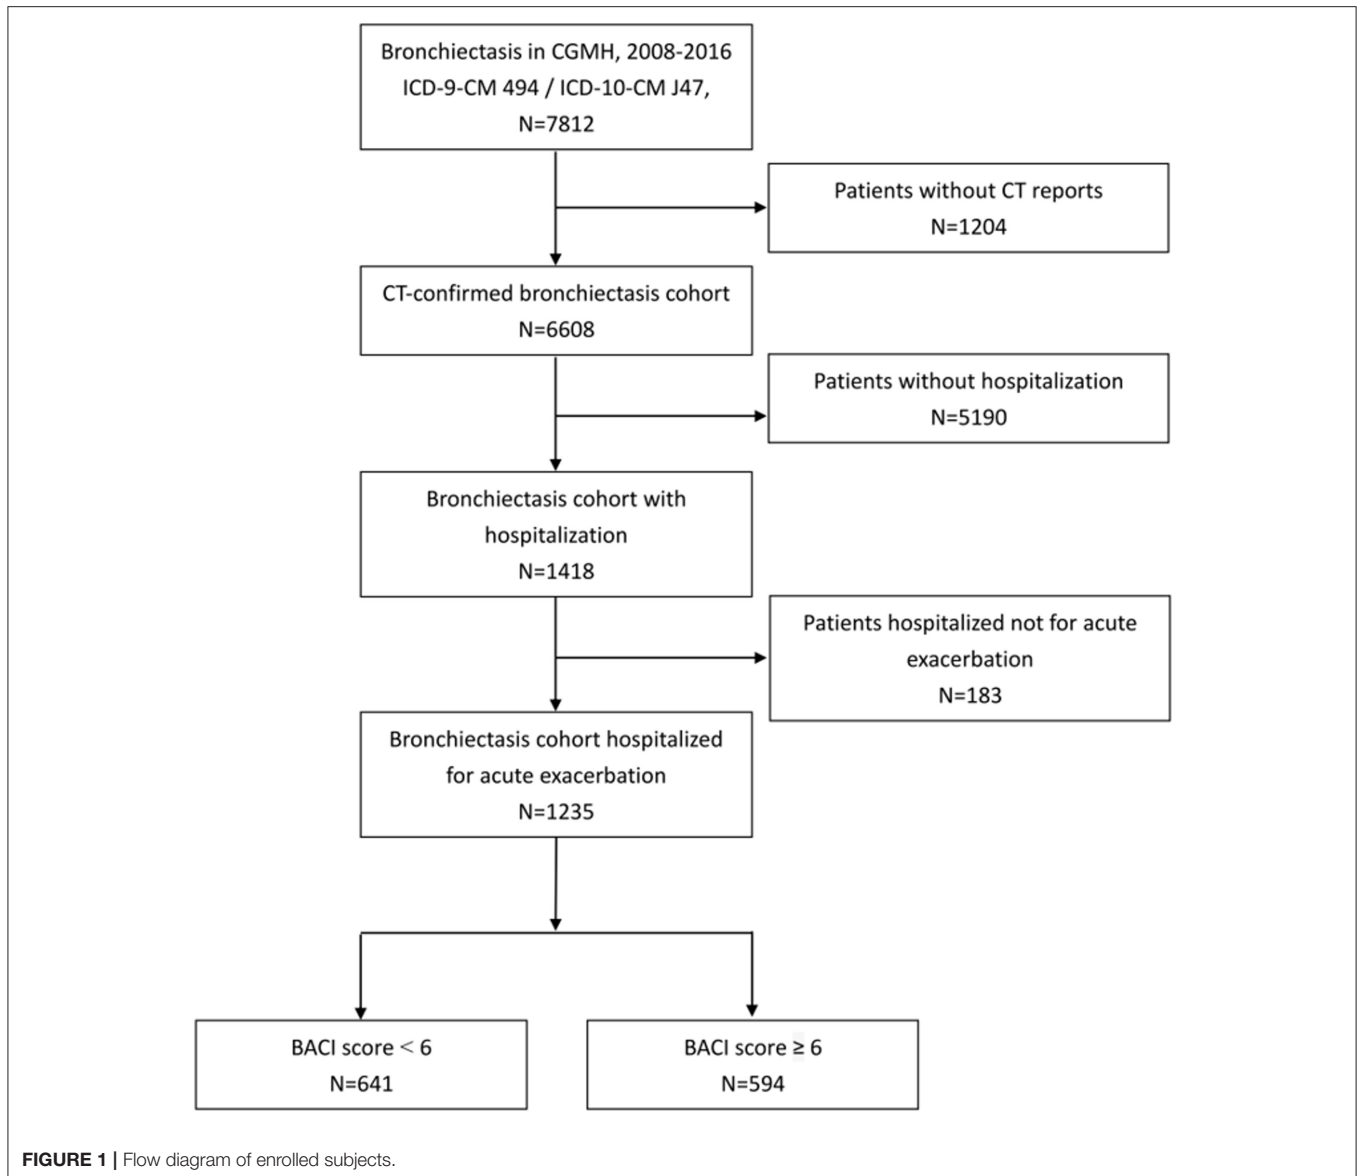 Bronchiectasis in CGMH, 2008-2016
ICD-9-CM 494 / ICD-10-CM J47,
N=7812
Patients without CT reports
N=1204
CT-confirmed bronchiectasis cohort
N=6608
Patients without hospitalization
N=5190
Bronchiectasis cohort with
hospitalization
N=1418
Patients hospitalized not for acute
exacerbation
N=183
Bronchiectasis cohort hospitalized
for acute exacerbation
N=1235
BACI score < 6
N=641
BACI score ≥ 6
N=594
FIGURE 1 | Flow diagram of enrolled subjects.